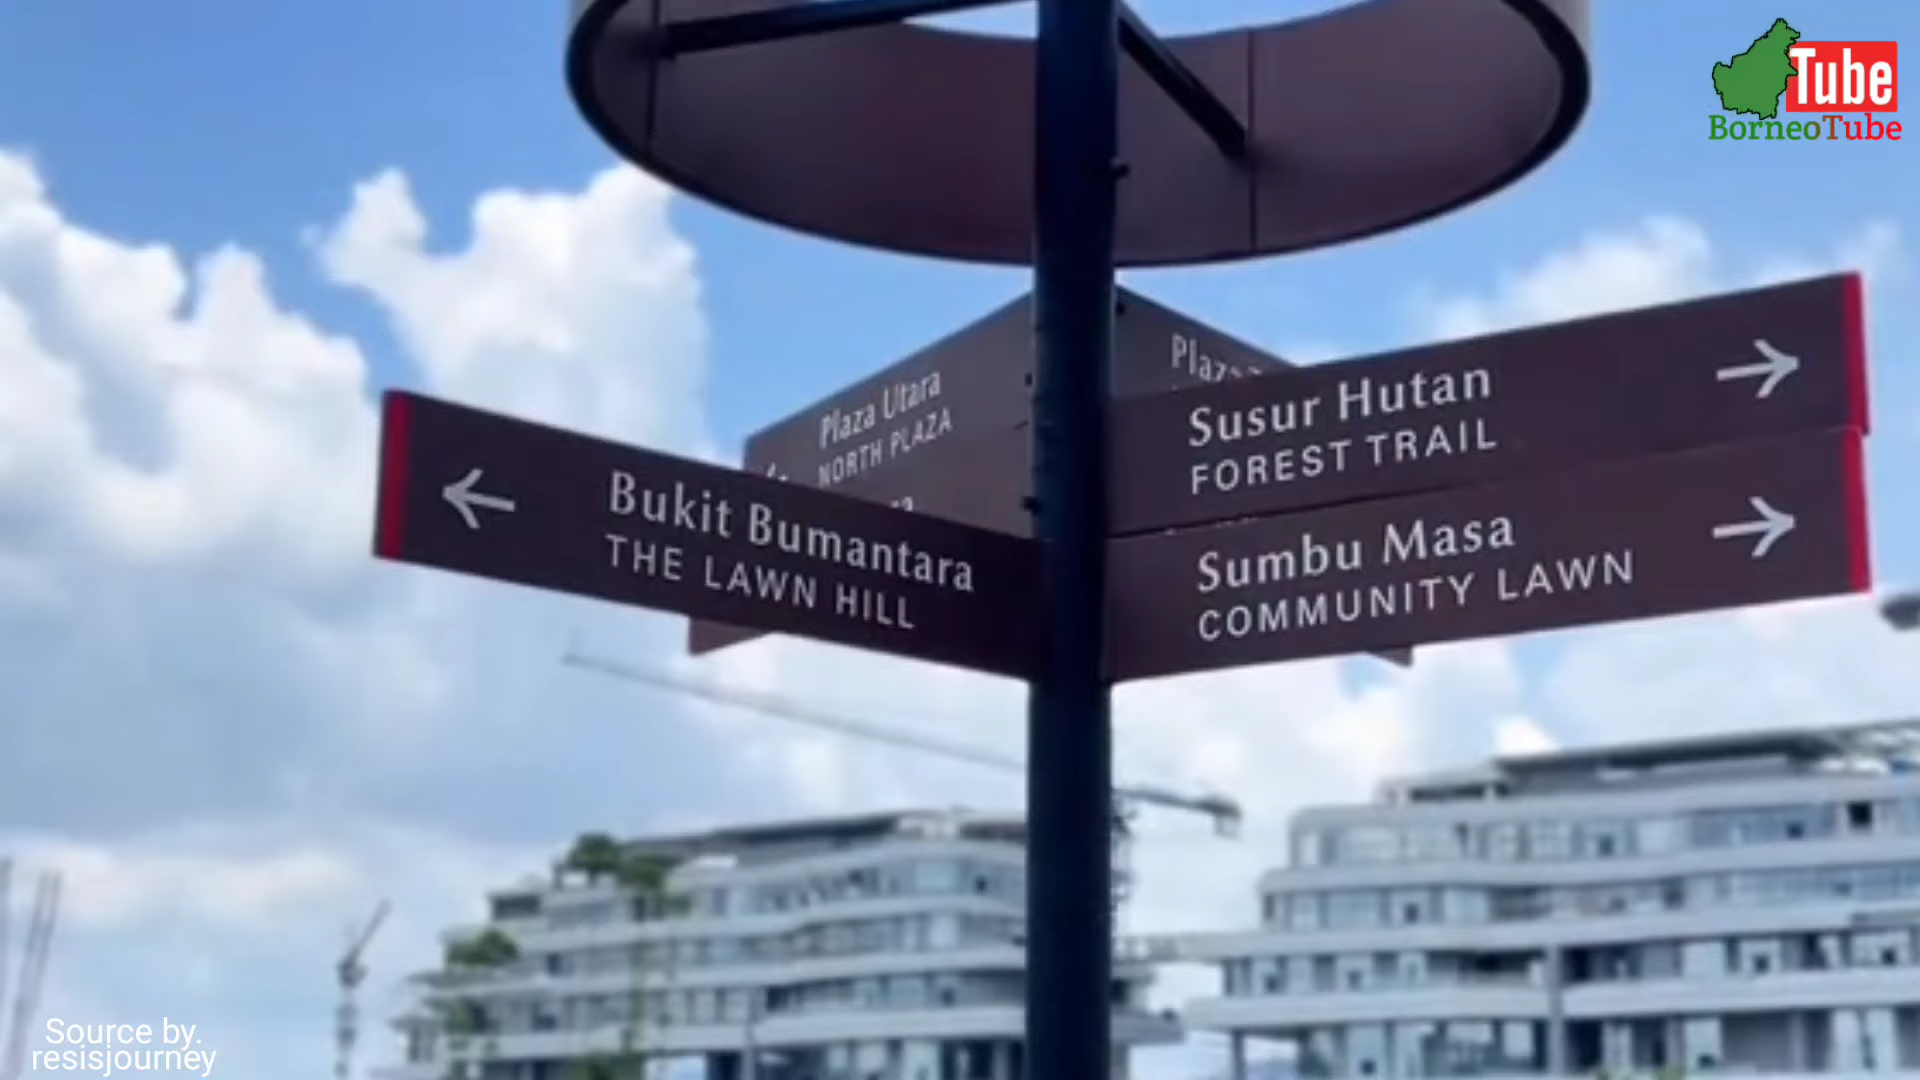 Tube
BorneoTube
Plaza Utara
NORTH PLAZA
Plaza
Susur Hutan
FOREST TRAIL
Bukit Bumantara
THE LAWN HILL
Sumbu Masa
COMMUNITY LAWN
Source by.
resisjourney